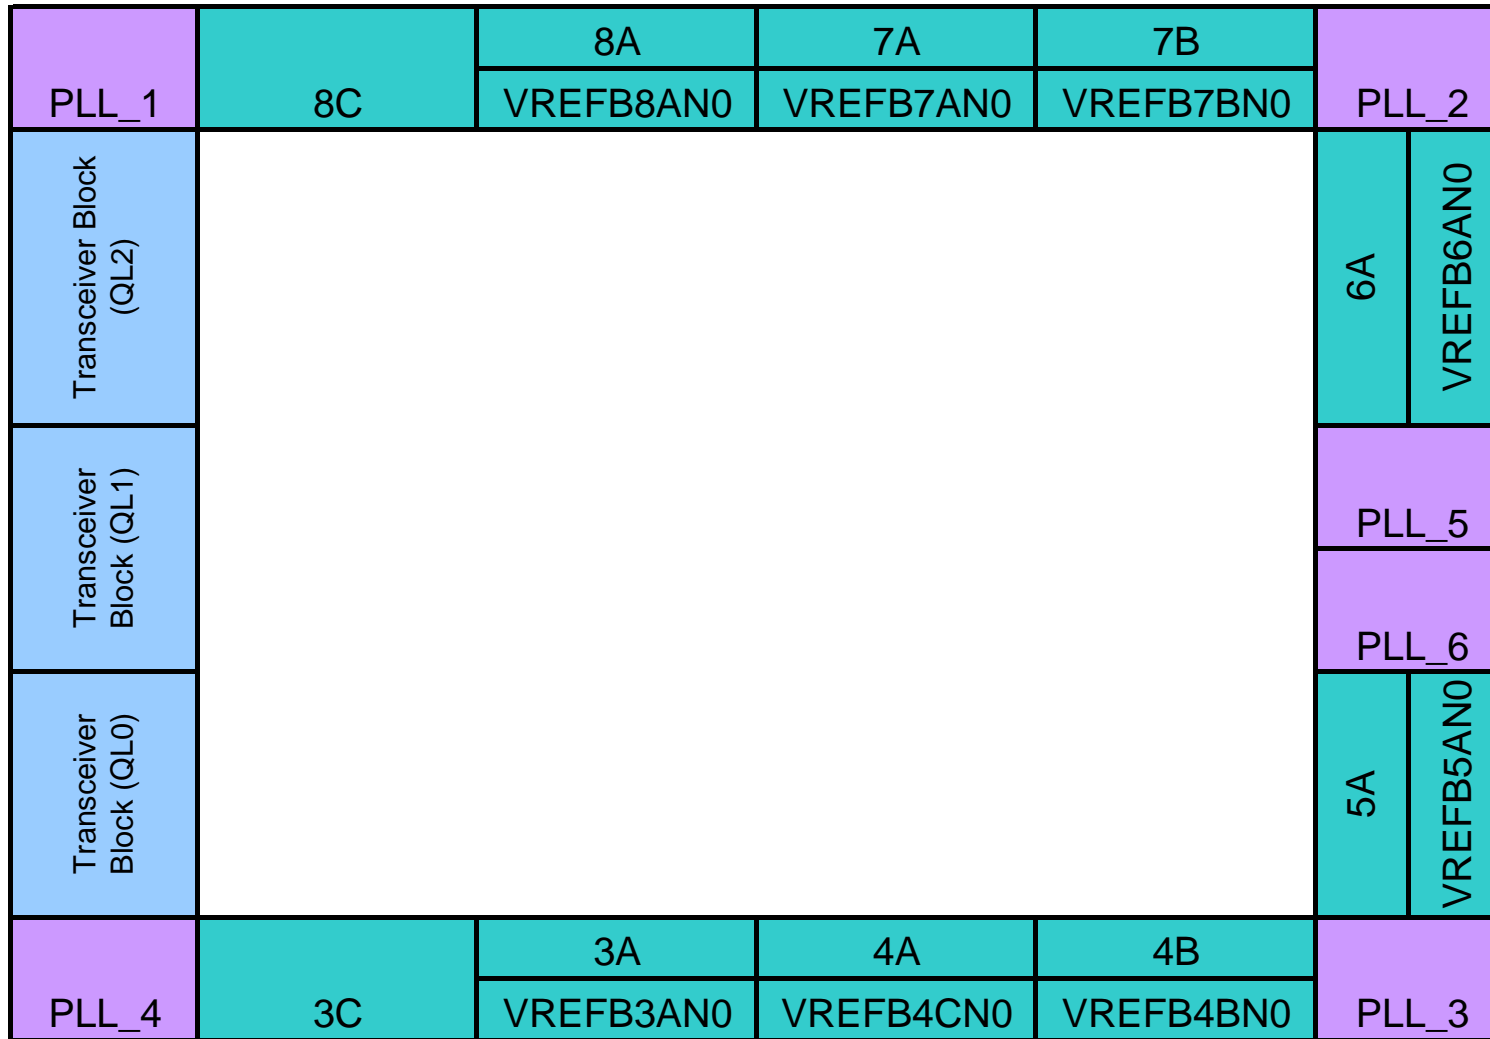 8A
7A
7B
PLL_1
8C
VREFB8AN0
VREFB7AN0
VREFB7BN0
PLL_2
Transceiver Block
(QL2)
6A
VREFB6AN0
Transceiver
Block (QL1)
PLL_5
PLL_6
Transceiver
Block (QL0)
5A
VREFB5AN0
3A
4A
4B
PLL_4
3C
VREFB3AN0
VREFB4CN0
VREFB4BN0
PLL_3